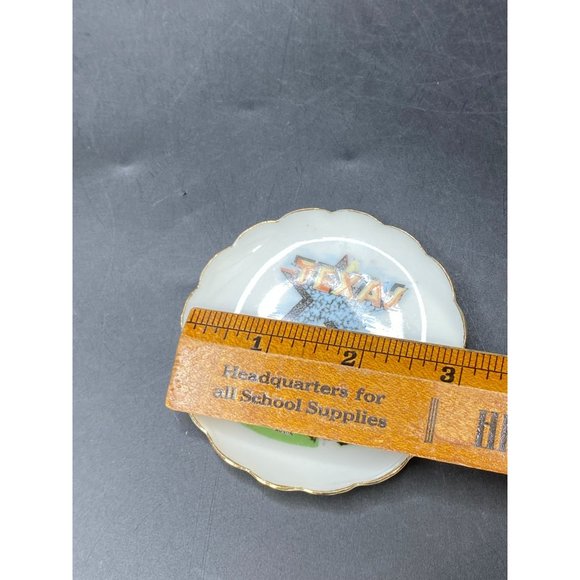 TEXAS
1 2 3
Headquarters for
all School Supplies